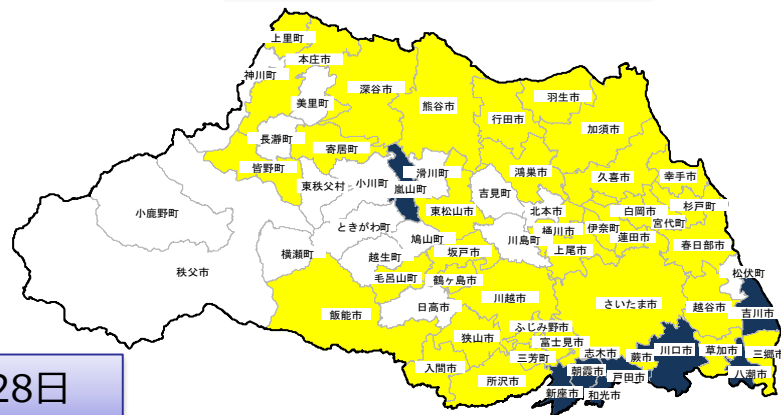 上里町
本庄市
神川町
美里町
深谷市
熊谷市
行田市
羽生市
加須市
長瀞町
寄居町
皆野町
東秩父村
小川町
嵐山町
滑川町
吉見町
鴻巣市
久喜市
幸手市
小鹿野町
ときがわ町
東松山市
北本市
白岡市
杉戸町
宮代町
桶川市
伊奈町
蓮田市
春日部市
横瀬町
鳩山町
川島町
上尾市
秩父市
越生町
坂戸市
毛呂山町
鶴ヶ島市
松伏町
飯能市
日高市
川越市
さいたま市
越谷市
吉川市
ふじみ野市
狭山市
富士見市
三芳町
志木市
川口市
草加市
三郷市
蕨市
入間市
所沢市
朝霞市
戸田市
八潮市
新座市
和光市
28日